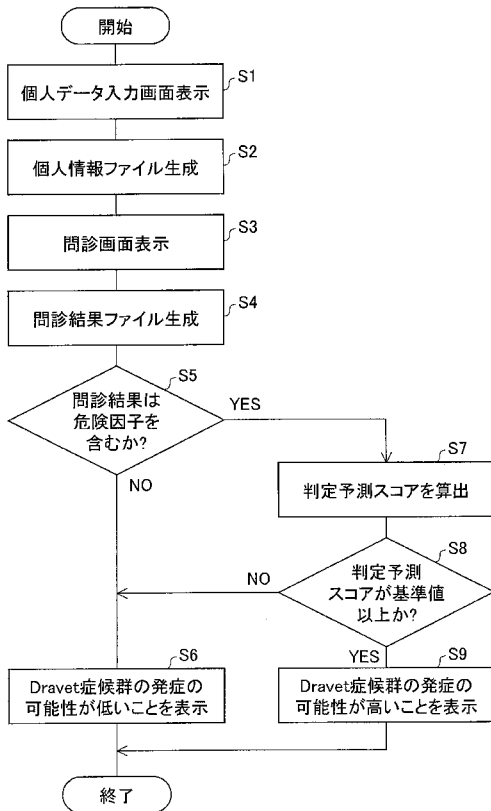 開始
S1
個人データ入力画面表示
S2
個人情報ファイル生成
S3
問診画面表示
S4
問診結果ファイル生成
S5
問診結果は
危険因子を
含むか?
YES
NO
S7
判定予測スコアを算出
S8
判定予測
スコアが基準値
以上か?
NO
YES
S6
Dravet症候群の発症の
可能性が低いことを表示
S9
Dravet症候群の発症の
可能性が高いことを表示
終了